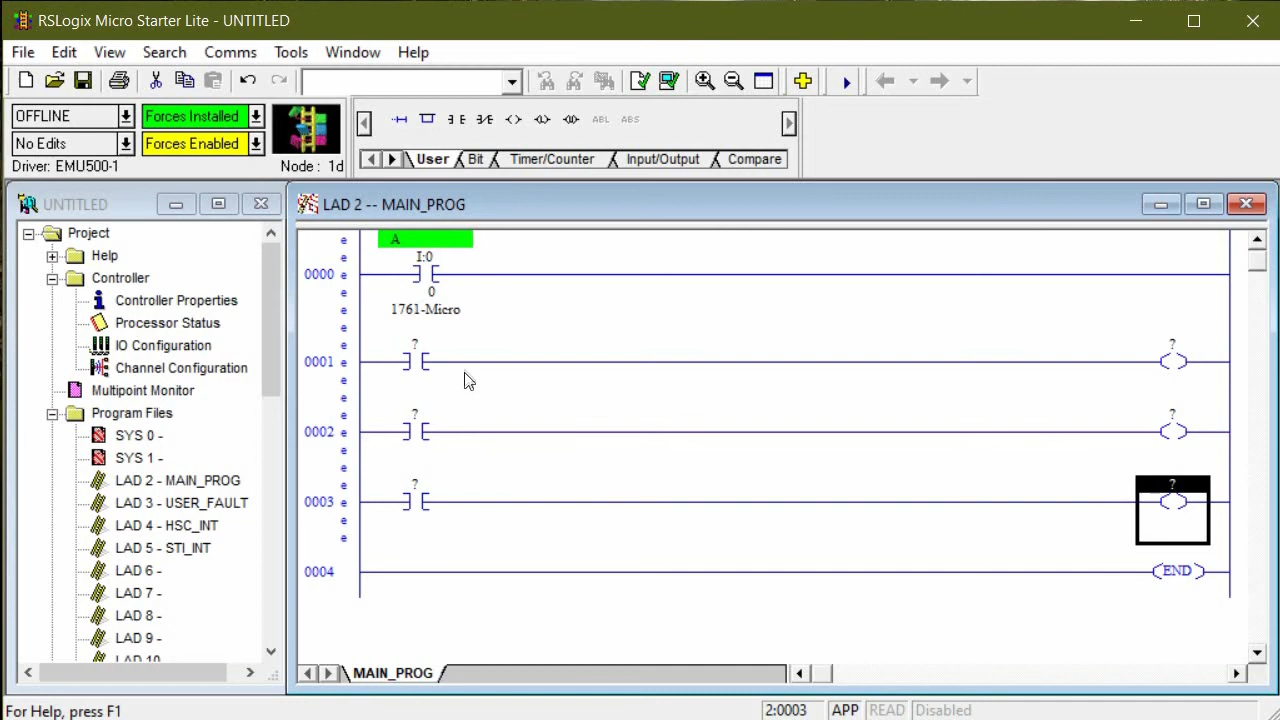 RSLogix Micro Starter Lite - UNTITLED
File Edit View Search Comms Tools Window Help
OFFLINE
Forces Installed
No Edits
Forces Enabled
Driver: EMU500-1
Node : 1d
ABL ABS
User Bit Timer/Counter Input/Output Compare
UNTITLED
Project
Help
Controller
Controller Properties
Processor Status
IO Configuration
Channel Configuration
Multipoint Monitor
Program Files
SYS 0 -
SYS 1 -
LAD 2 - MAIN_PROG
LAD 3 - USER_FAULT
LAD 4 - HSC_INT
LAD 5 - STI_INT
LAD 6 -
LAD 7 -
LAD 8 -
LAD 9 -
LAD 10
LAD 2 -- MAIN_PROG
e A
e I:0
0000 e
e 0
e 1761-Micro
e
e ? ?
0001 e
e
e
e ? ?
0002 e
e
e
e ? ?
0003 e
e
e
0004 END
MAIN_PROG
For Help, press F1
2:0003 APP READ Disabled